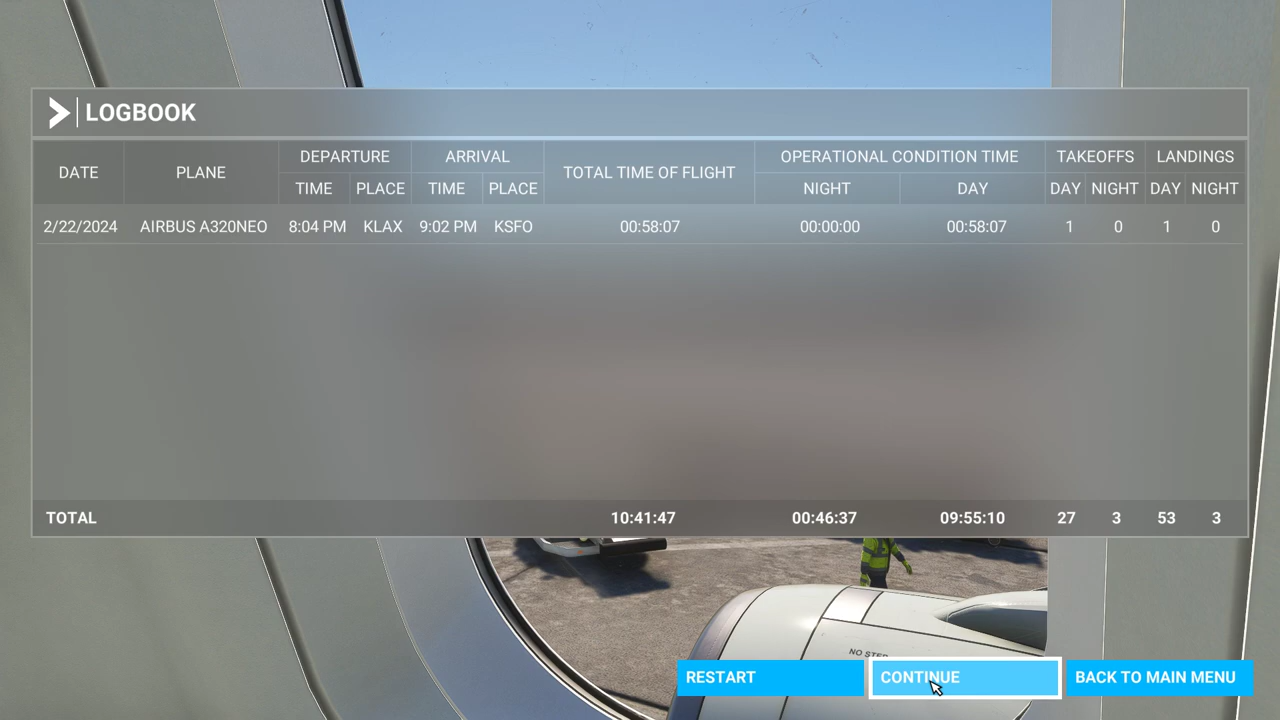 LOGBOOK
DATE PLANE DEPARTURE ARRIVAL TOTAL TIME OF FLIGHT OPERATIONAL CONDITION TIME TAKEOFFS LANDINGS
TIME PLACE TIME PLACE NIGHT DAY DAY NIGHT DAY NIGHT
2/22/2024 AIRBUS A320NEO 8:04 PM KLAX 9:02 PM KSFO 00:58:07 00:00:00 00:58:07 1 0 1 0
TOTAL 10:41:47 00:46:37 09:55:10 27 3 53 3
NO STEP
RESTART CONTINUE BACK TO MAIN MENU